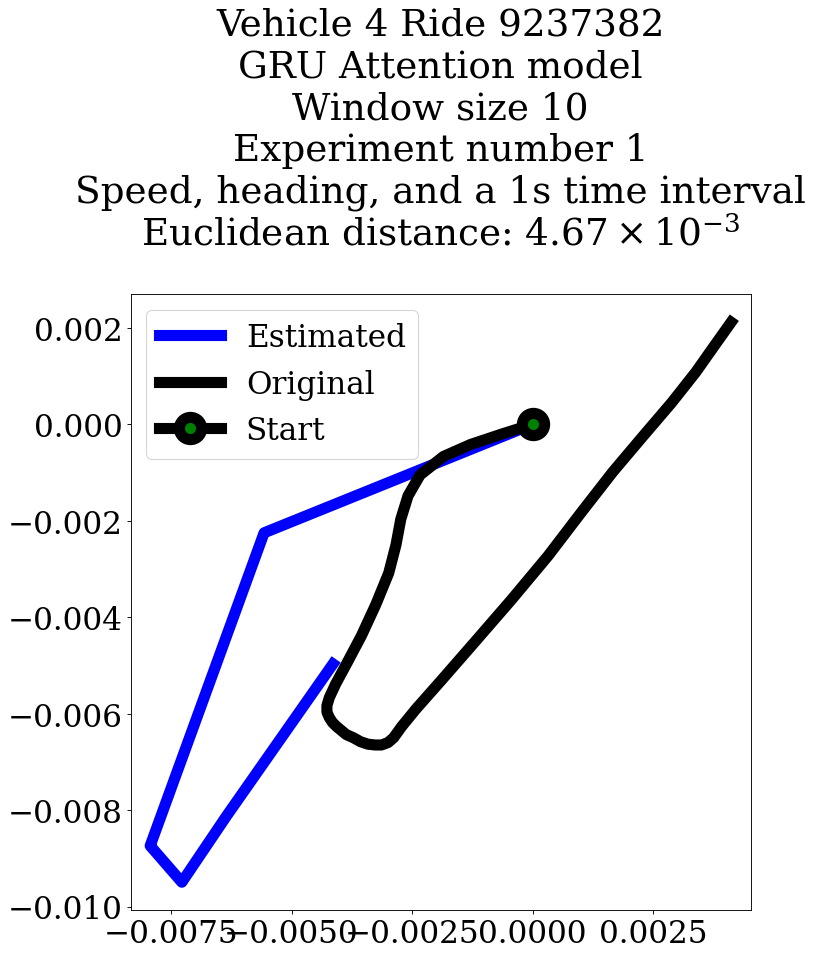 Vehicle 4 Ride 9237382
GRU Attention model
Window size 10
Experiment number 1
Speed, heading, and a 1s time interval
Euclidean distance: 4.67 × 10⁻³
Estimated
Original
Start
0.002
0.000
−0.002
−0.004
−0.006
−0.008
−0.010
−0.0075 −0.0050 −0.0025 0.0000 0.0025